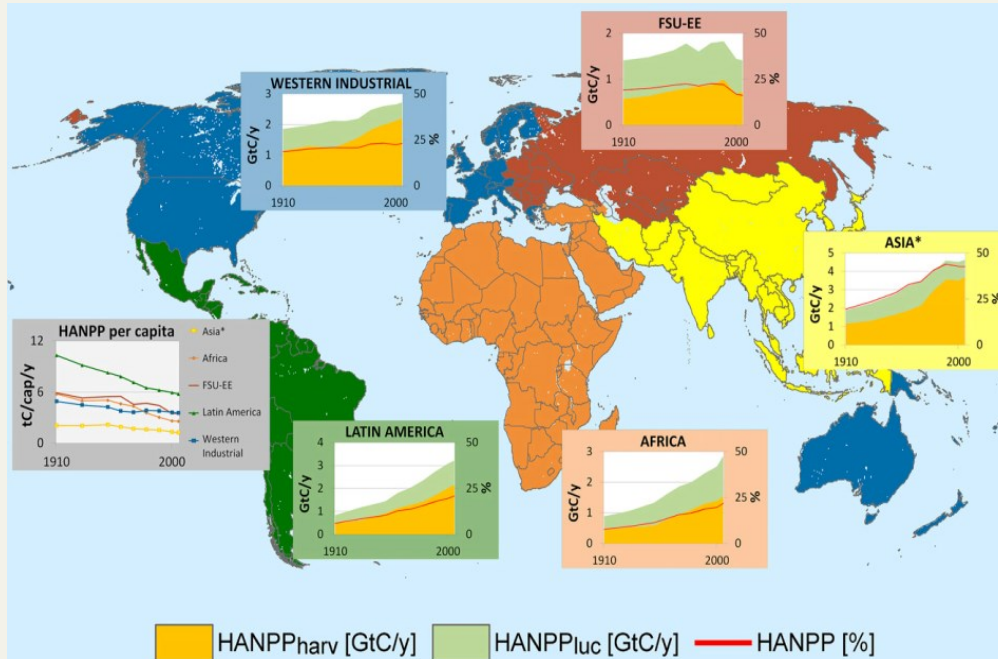 FSU-EE
2
1
0
GtC/y
50
25
0
%
1910
2000
WESTERN INDUSTRIAL
3
2
1
0
GtC/y
50
25
0
%
1910
2000
ASIA*
5
4
3
2
1
0
GtC/y
50
25
0
%
1910
2000
HANPP per capita
12
6
0
tC/cap/y
1910
2000
Asia*
Africa
FSU-EE
Latin America
Western
Industrial
LATIN AMERICA
4
3
2
1
0
GtC/y
50
25
0
%
1910
2000
AFRICA
3
2
1
0
GtC/y
50
25
0
%
1910
2000
HANPPharv [GtC/y]
HANPPluc [GtC/y]
HANPP [%]